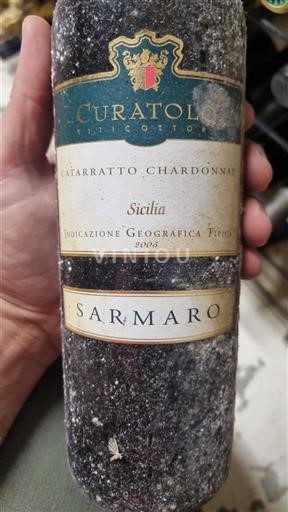 CURATOLO
VITICOLTORI
CATARRATTO CHARDONNAY
Sicilia
INDICAZIONE GEOGRAFICA TIPICA
2005
VINTOU
SARMARO